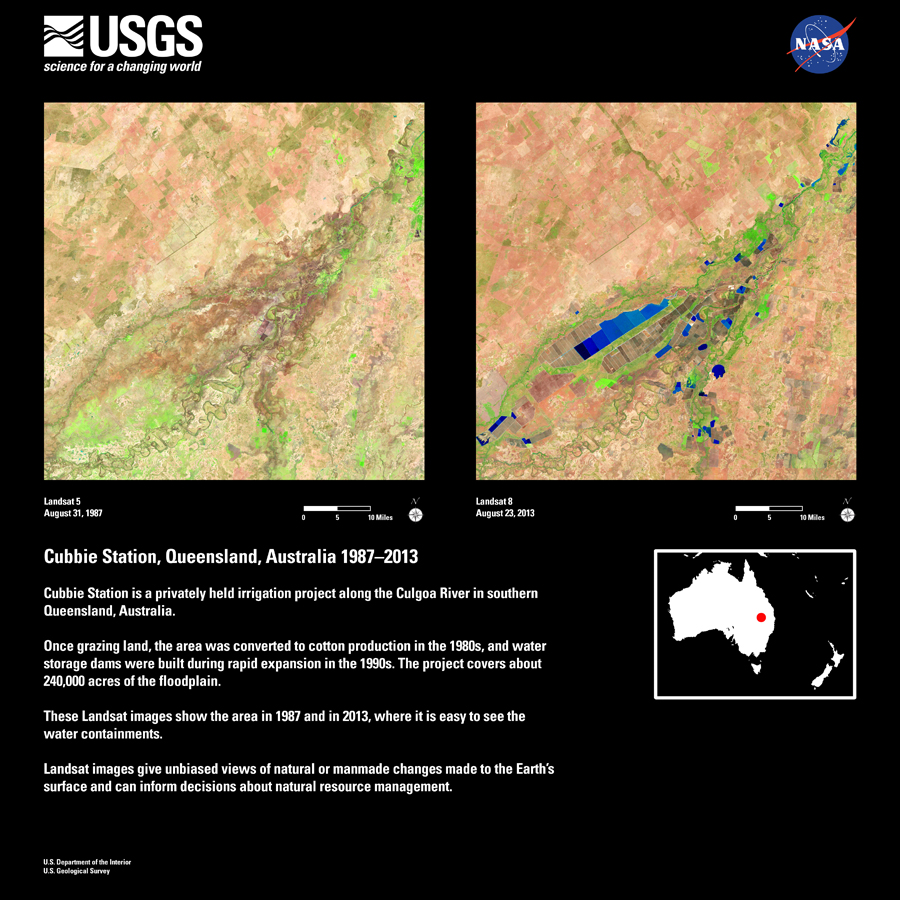 USGS
science for a changing world
NASA
Landsat 5
August 31, 1987
N
0 5 10 Miles
Landsat 8
August 23, 2013
N
0 5 10 Miles
Cubbie Station, Queensland, Australia 1987–2013
Cubbie Station is a privately held irrigation project along the Culgoa River in southern
Queensland, Australia.
Once grazing land, the area was converted to cotton production in the 1980s, and water
storage dams were built during rapid expansion in the 1990s. The project covers about
240,000 acres of the floodplain.
These Landsat images show the area in 1987 and in 2013, where it is easy to see the
water containments.
Landsat images give unbiased views of natural or manmade changes made to the Earth’s
surface and can inform decisions about natural resource management.
U.S. Department of the Interior
U.S. Geological Survey